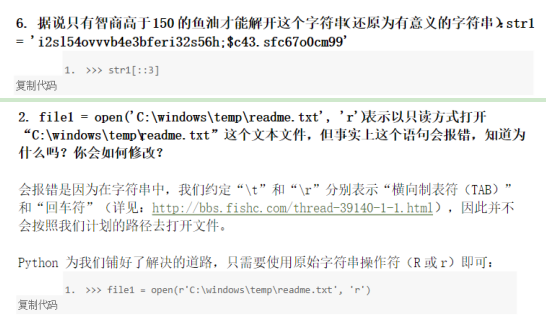 6. 据说只有智商高于150 的鱼油才能解开这个字符串(还原为有意义的字符串):str1
= 'i2sl54ovvvb4e3bferi32s56h;$c43.sfc67o0cm99'
1. >>> str1[::3]
复制代码
2. file1 = open('C:\windows\temp\readme.txt', 'r')表示以只读方式打开
“C:\windows\temp\readme.txt”这个文本文件，但事实上这个语句会报错，知道为
什么吗？你会如何修改？
会报错是因为在字符串中，我们约定“\t”和“\r”分别表示“横向制表符（TAB）”
和“回车符”（详见：http://bbs.fishc.com/thread-39140-1-1.html），因此并不
会按照我们计划的路径去打开文件。
Python 为我们铺好了解决的道路，只需要使用原始字符串操作符（R 或 r）即可：
1. >>> file1 = open(r'C:\windows\temp\readme.txt', 'r')
复制代码